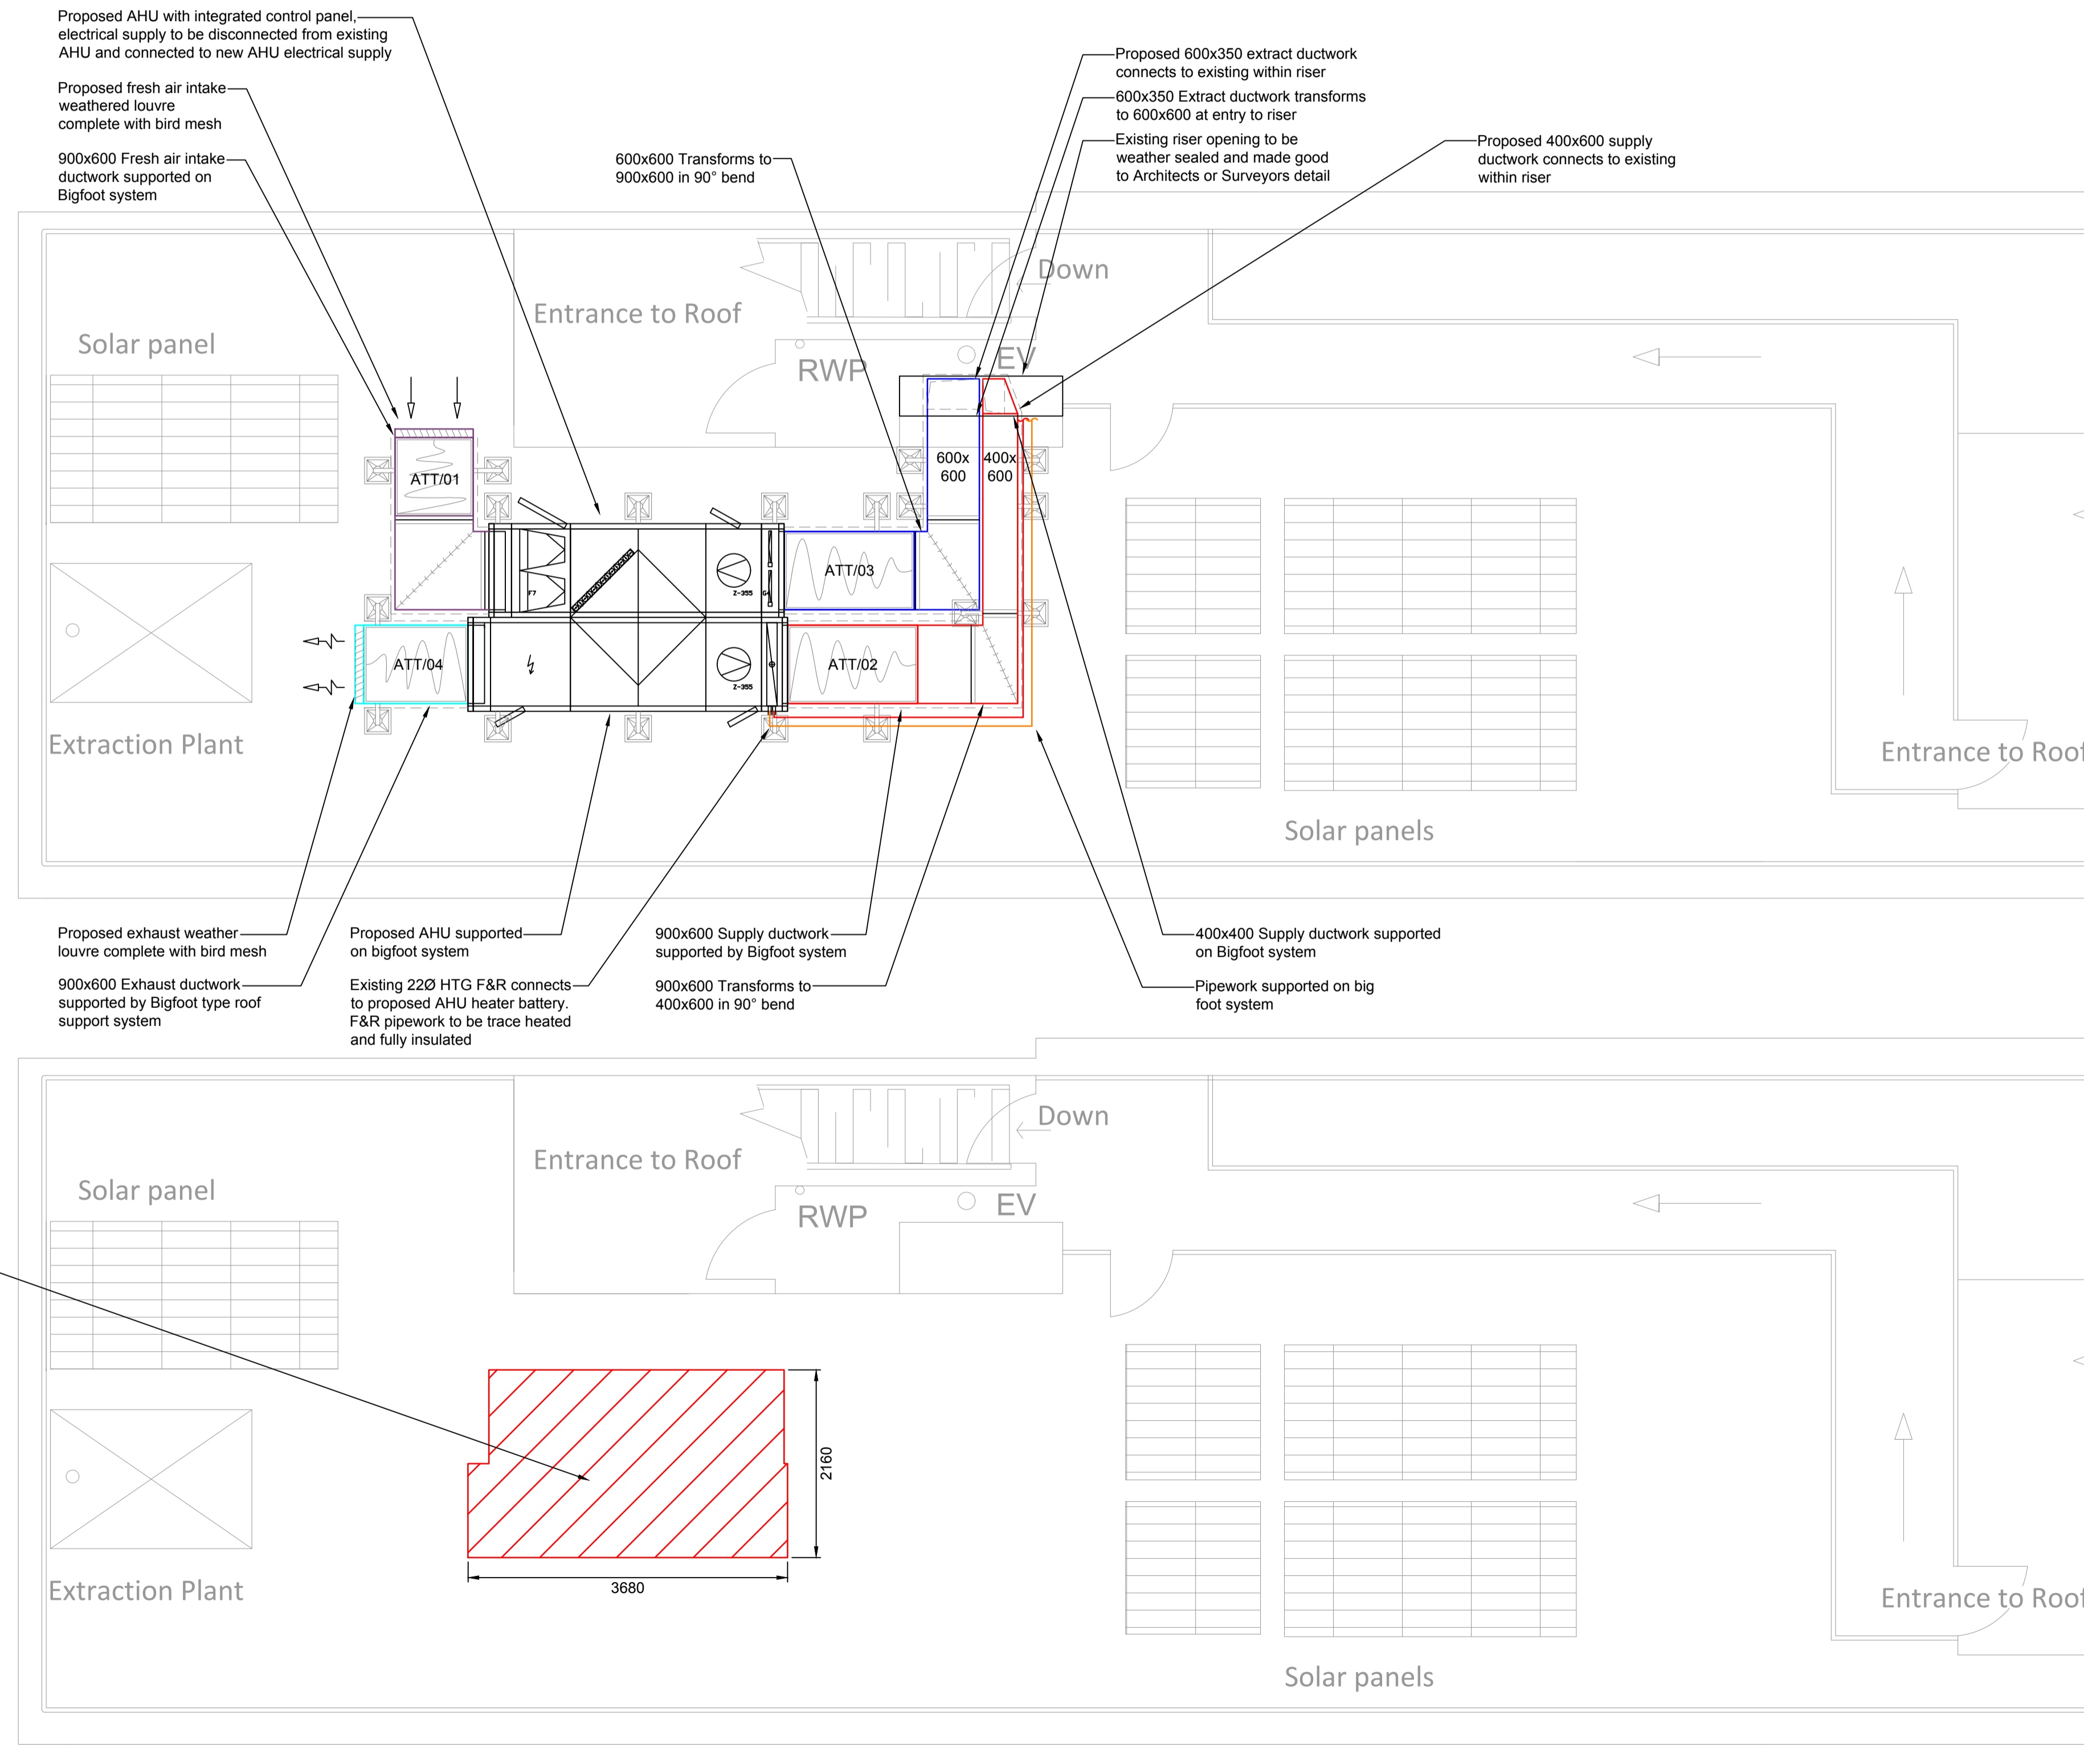 Proposed AHU with integrated control panel,
electrical supply to be disconnected from existing
AHU and connected to new AHU electrical supply
Proposed fresh air intake
weathered louvre
complete with bird mesh
900x600 Fresh air intake
ductwork supported on
Bigfoot system
600x600 Transforms to
900x600 in 90° bend
Proposed 600x350 extract ductwork
connects to existing within riser
600x350 Extract ductwork transforms
to 600x600 at entry to riser
Existing riser opening to be
weather sealed and made good
to Architects or Surveyors detail
Proposed 400x600 supply
ductwork connects to existing
within riser
Down
Entrance to Roof
Solar panel
RWP
EV
ATT/01
600x
600
400x
600
ATT/03
F7
Z-355
G4
ATT/04
ATT/02
Z-355
Extraction Plant
Entrance to Roof
Solar panels
Proposed exhaust weather
louvre complete with bird mesh
900x600 Exhaust ductwork
supported by Bigfoot type roof
support system
Proposed AHU supported
on bigfoot system
Existing 22Ø HTG F&R connects
to proposed AHU heater battery.
F&R pipework to be trace heated
and fully insulated
900x600 Supply ductwork
supported by Bigfoot system
900x600 Transforms to
400x600 in 90° bend
400x400 Supply ductwork supported
on Bigfoot system
Pipework supported on big
foot system
Down
Entrance to Roof
Solar panel
RWP
EV
2160
3680
Extraction Plant
Entrance to Roof
Solar panels